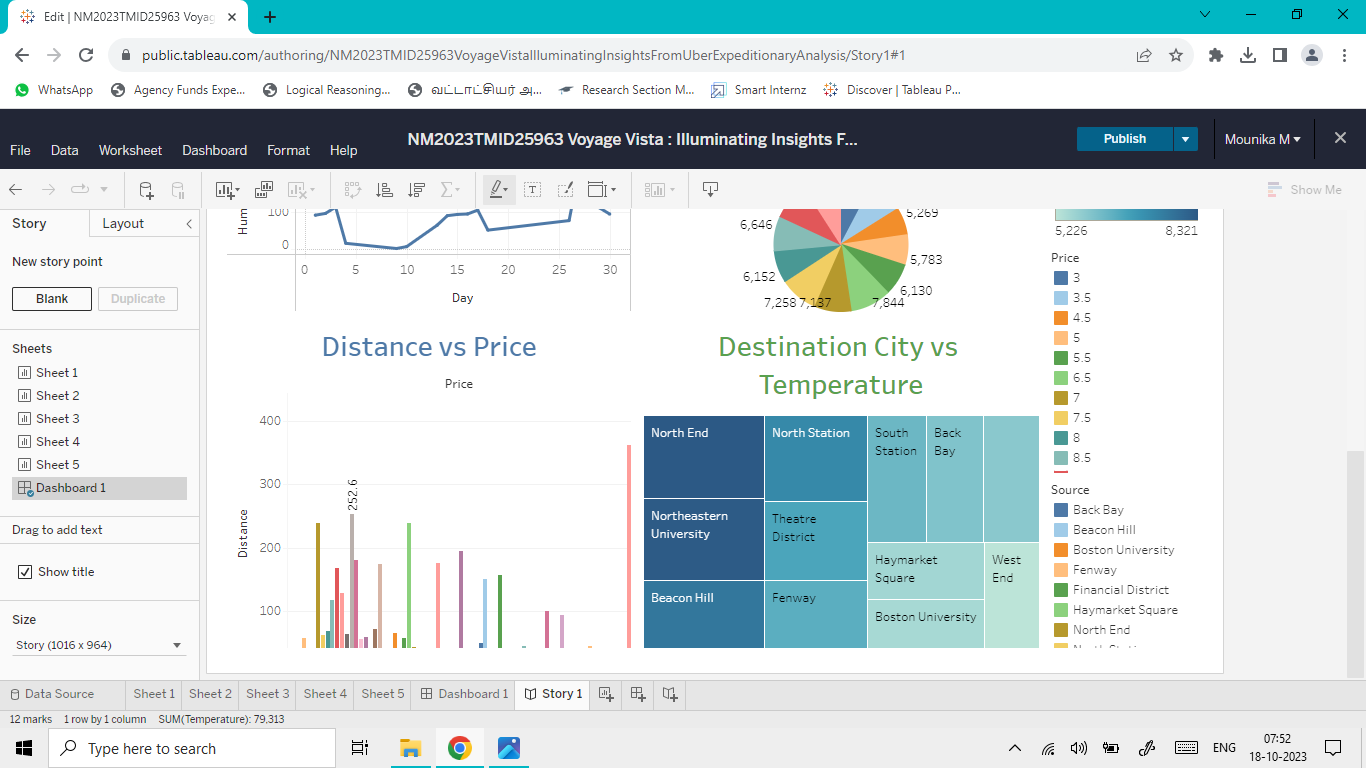 Edit | NM2023TMID25963 Voyag
public.tableau.com/authoring/NM2023TMID25963VoyageVistaIlluminatingInsightsFromUberExpeditionaryAnalysis/Story1#1
WhatsApp
Agency Funds Expe...
Logical Reasoning...
வட்டாட்சியர் அ...
Research Section M...
Smart Internz
Discover | Tableau P...
NM2023TMID25963 Voyage Vista : Illuminating Insights F...
Publish
Mounika M
File Data Worksheet Dashboard Format Help
Show Me
Story
Layout
New story point
Blank
Duplicate
Sheets
Sheet 1
Sheet 2
Sheet 3
Sheet 4
Sheet 5
Dashboard 1
Drag to add text
Show title
Size
Story (1016 x 964)
Hum
100
0
0 5 10 15 20 25 30
Day
5,269
6,646
5,783
6,152
6,130
7,258 7,137 7,844
Distance vs Price
Price
Distance
400
300
200
100
252.6
Destination City vs
Temperature
North End
North Station
South
Station
Back
Bay
Northeastern
University
Theatre
District
Haymarket
Square
West
End
Beacon Hill
Fenway
Boston University
5,226 8,321
Price
3
3.5
4.5
5
5.5
6.5
7
7.5
8
8.5
Source
Back Bay
Beacon Hill
Boston University
Fenway
Financial District
Haymarket Square
North End
North Station
Data Source Sheet 1 Sheet 2 Sheet 3 Sheet 4 Sheet 5 Dashboard 1 Story 1
12 marks 1 row by 1 column SUM(Temperature): 79,313
Type here to search
ENG
07:52
18-10-2023